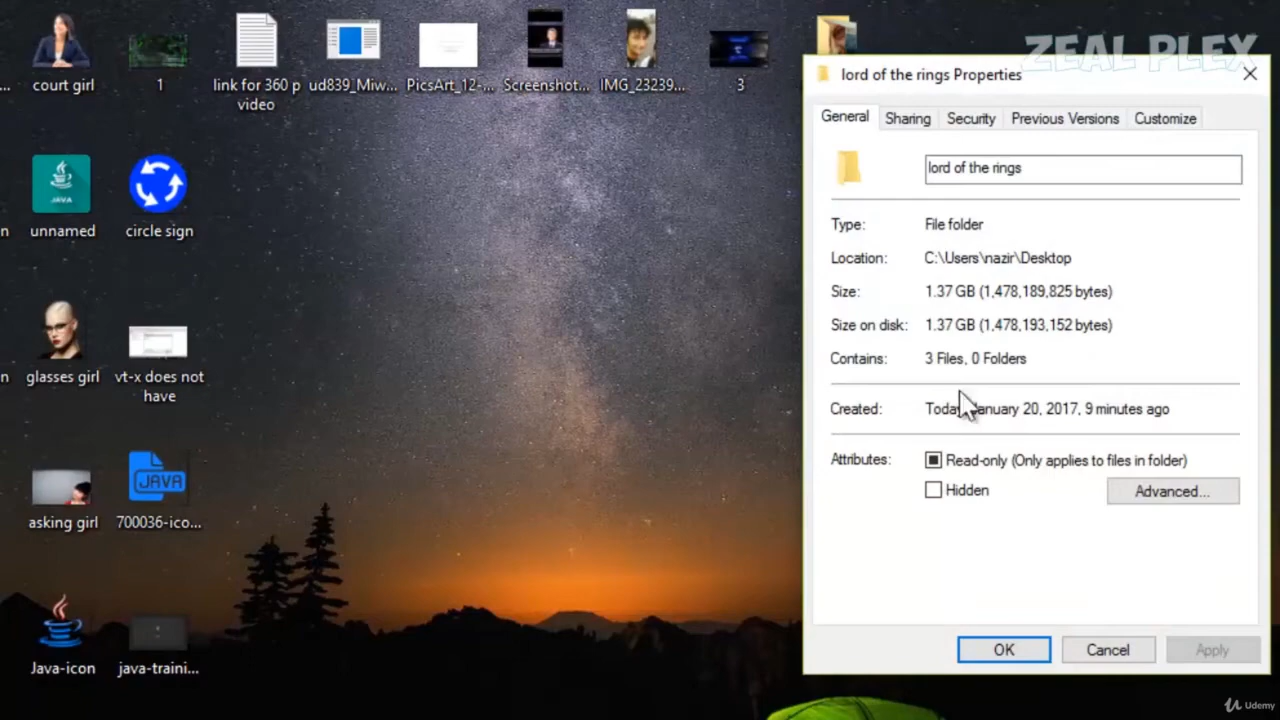 ZEAL PLEX
court girl
1
link for 360 p
video
ud839_Miw...
PicsArt_12-...
Screenshot...
IMG_23239...
3
unnamed
circle sign
glasses girl
vt-x does not
have
asking girl
700036-ico...
JAVA
JAVA
Java-icon
java-traini...
lord of the rings Properties
General
Sharing
Security
Previous Versions
Customize
lord of the rings
Type:
File folder
Location:
C:\Users\nazir\Desktop
Size:
1.37 GB (1,478,189,825 bytes)
Size on disk:
1.37 GB (1,478,193,152 bytes)
Contains:
3 Files, 0 Folders
Created:
January 20, 2017, 9 minutes ago
Attributes:
Read-only (Only applies to files in folder)
Hidden
Advanced...
OK
Cancel
Apply
Udemy